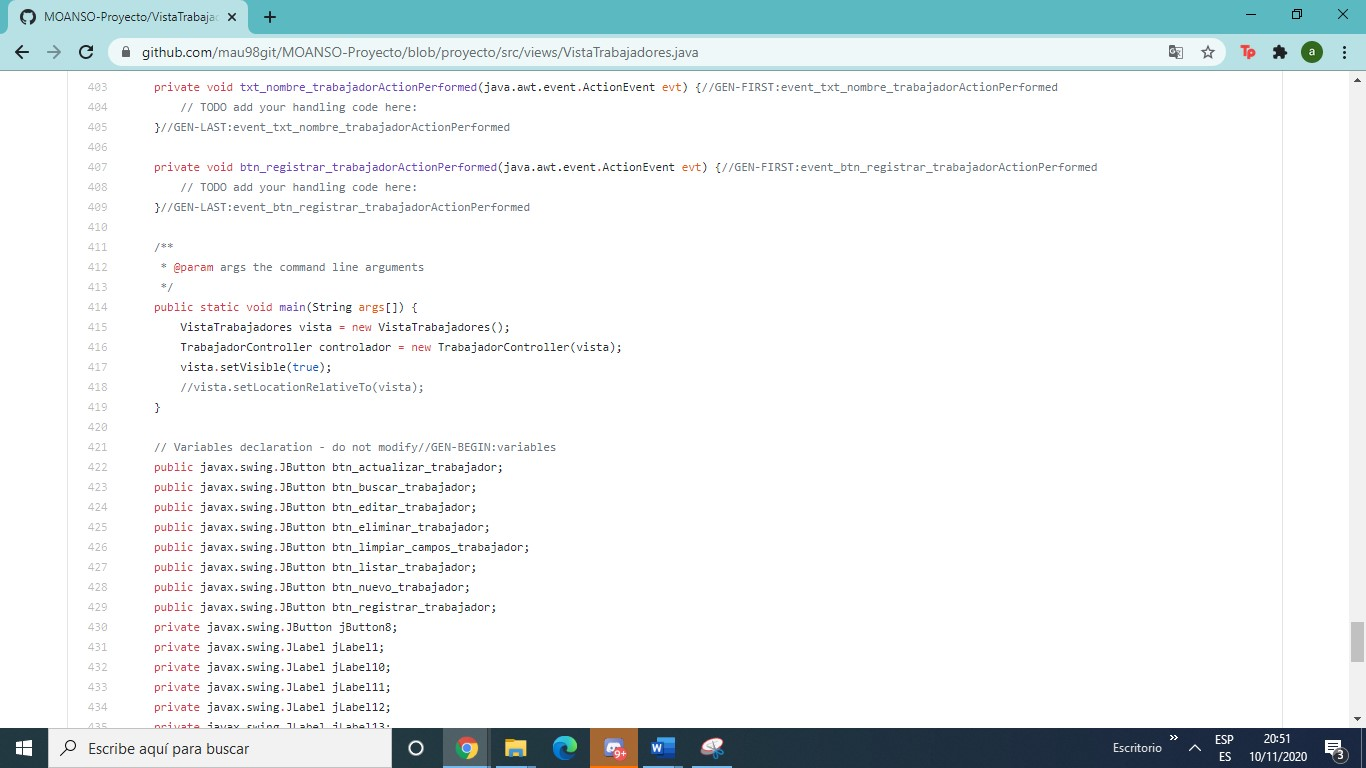 MOANSO-Proyecto/VistaTrabajad
github.com/mau98git/MOANSO-Proyecto/blob/proyecto/src/views/VistaTrabajadores.java
Tp
a
403 private void txt_nombre_trabajadorActionPerformed(java.awt.event.ActionEvent evt) {//GEN-FIRST:event_txt_nombre_trabajadorActionPerformed
404 // TODO add your handling code here:
405 }//GEN-LAST:event_txt_nombre_trabajadorActionPerformed
406
407 private void btn_registrar_trabajadorActionPerformed(java.awt.event.ActionEvent evt) {//GEN-FIRST:event_btn_registrar_trabajadorActionPerformed
408 // TODO add your handling code here:
409 }//GEN-LAST:event_btn_registrar_trabajadorActionPerformed
410
411 /**
412 * @param args the command line arguments
413 */
414 public static void main(String args[]) {
415 VistaTrabajadores vista = new VistaTrabajadores();
416 TrabajadorController controlador = new TrabajadorController(vista);
417 vista.setVisible(true);
418 //vista.setLocationRelativeTo(vista);
419 }
420
421 // Variables declaration - do not modify//GEN-BEGIN:variables
422 public javax.swing.JButton btn_actualizar_trabajador;
423 public javax.swing.JButton btn_buscar_trabajador;
424 public javax.swing.JButton btn_editar_trabajador;
425 public javax.swing.JButton btn_eliminar_trabajador;
426 public javax.swing.JButton btn_limpiar_campos_trabajador;
427 public javax.swing.JButton btn_listar_trabajador;
428 public javax.swing.JButton btn_nuevo_trabajador;
429 public javax.swing.JButton btn_registrar_trabajador;
430 private javax.swing.JButton jButton8;
431 private javax.swing.JLabel jLabel1;
432 private javax.swing.JLabel jLabel10;
433 private javax.swing.JLabel jLabel11;
434 private javax.swing.JLabel jLabel12;
435 private javax.swing.JLabel jLabel13;
Escribe aquí para buscar
9+
W
Escritorio
ESP
ES
20:51
10/11/2020
3